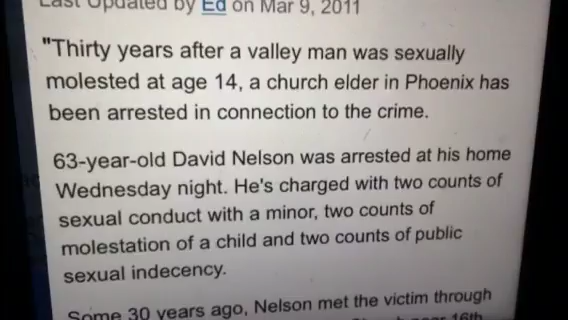 Last Updated by Ed on Mar 9, 2011
"Thirty years after a valley man was sexually
molested at age 14, a church elder in Phoenix has
been arrested in connection to the crime.
63-year-old David Nelson was arrested at his home
Wednesday night. He's charged with two counts of
sexual conduct with a minor, two counts of
molestation of a child and two counts of public
sexual indecency.
Some 30 years ago, Nelson met the victim through
16th